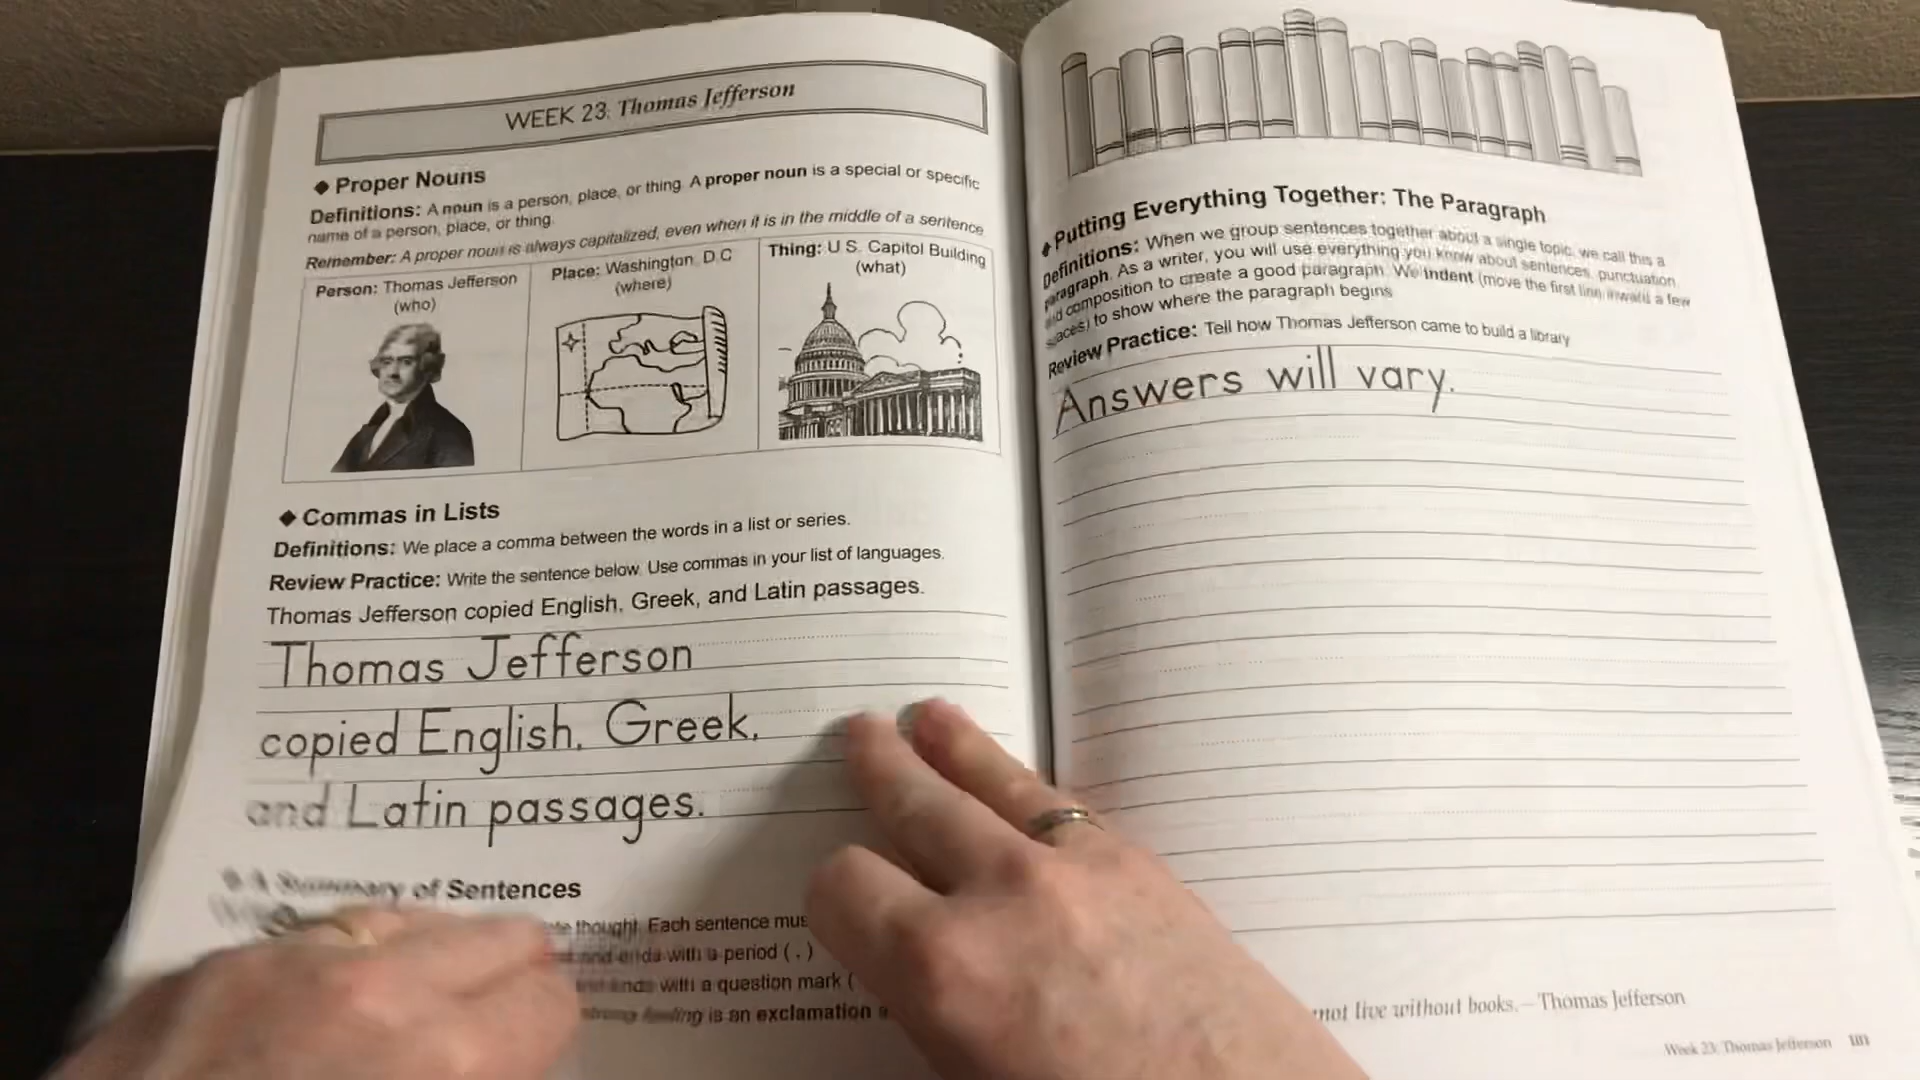 WEEK 23: Thomas Jefferson
◆ Proper Nouns
Definitions: A noun is a person, place, or thing. A proper noun is a special or specific
name of a person, place, or thing.
Remember: A proper noun is always capitalized, even when it is in the middle of a sentence
Person: Thomas Jefferson
(who)
Place: Washington, D.C
(where)
Thing: U.S. Capitol Building
(what)
◆ Commas in Lists
Definitions: We place a comma between the words in a list or series.
Review Practice: Write the sentence below. Use commas in your list of languages.
Thomas Jefferson copied English, Greek, and Latin passages.
Thomas Jefferson
copied English, Greek,
and Latin passages.
Summary of Sentences
thought. Each sentence mus
and ends with a period ( . )
and ends with a question mark (
strong feeling is an exclamation
◆ Putting Everything Together: The Paragraph
Definitions: When we group sentences together about a single topic, we call this a
paragraph. As a writer, you will use everything you know about sentences, punctuation
and composition to create a good paragraph. We indent (move the first line inward a few
spaces) to show where the paragraph begins
Review Practice: Tell how Thomas Jefferson came to build a library
Answers will vary.
not live without books.—Thomas Jefferson
Week 23: Thomas Jefferson